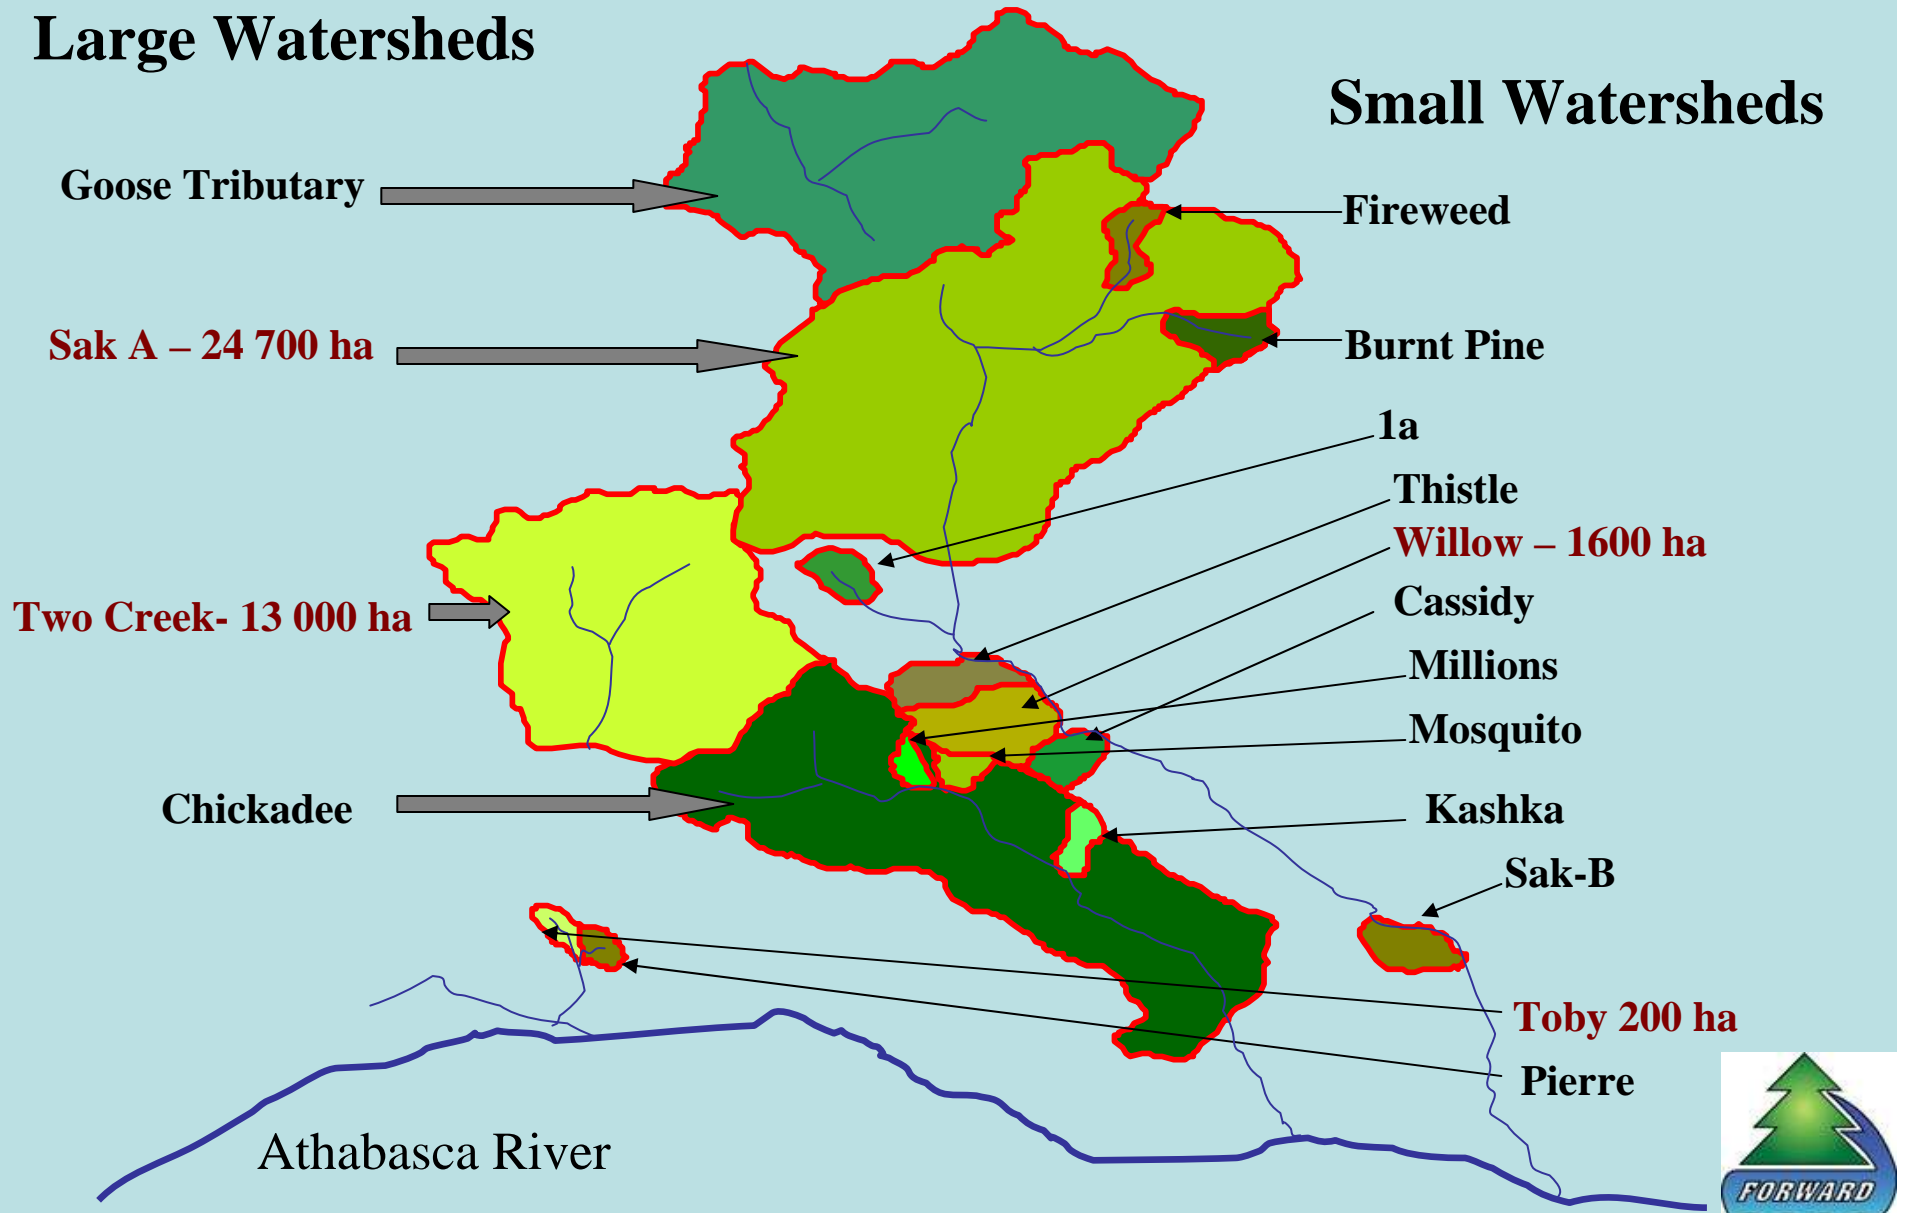 Large Watersheds
Small Watersheds
Goose Tributary
Fireweed
Sak A – 24 700 ha
Burnt Pine
1a
Thistle
Willow – 1600 ha
Two Creek- 13 000 ha
Cassidy
Millions
Mosquito
Chickadee
Kashka
Sak-B
Toby 200 ha
Pierre
Athabasca River
FORWARD